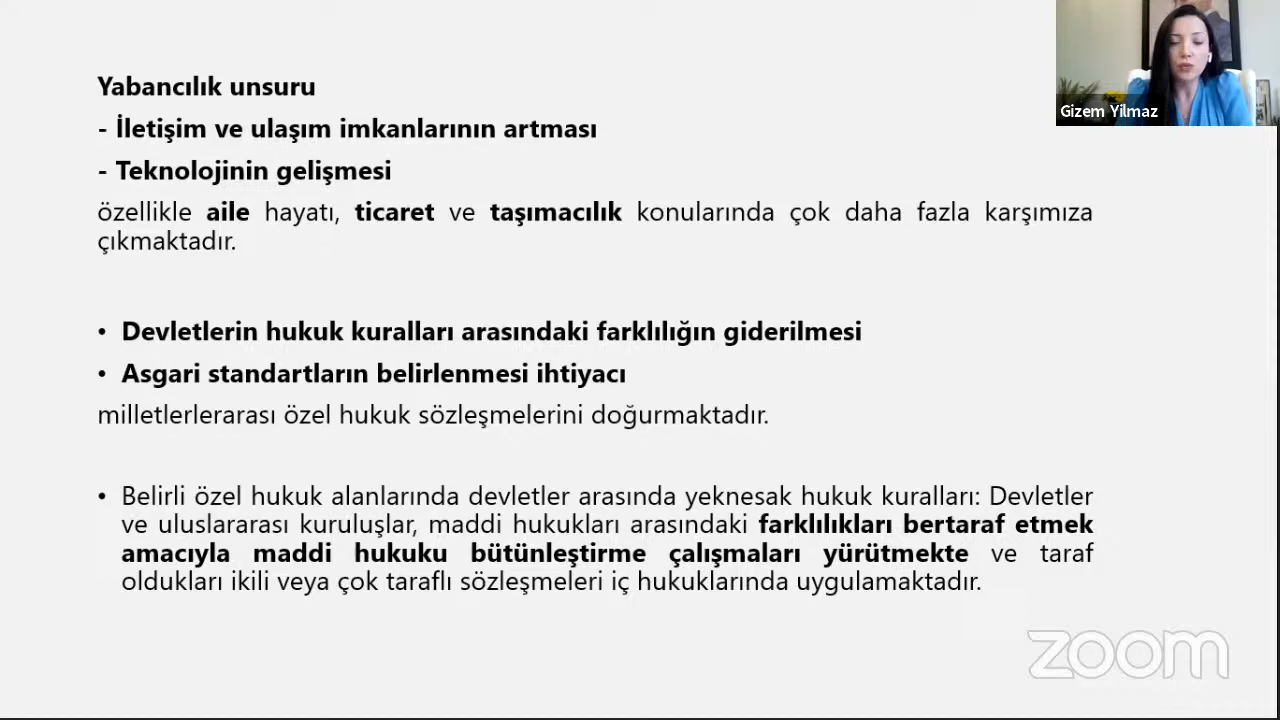 Yabancılık unsuru
- İletişim ve ulaşım imkanlarının artması
- Teknolojinin gelişmesi
özellikle aile hayatı, ticaret ve taşımacılık konularında çok daha fazla karşımıza
çıkmaktadır.
• Devletlerin hukuk kuralları arasındaki farklılığın giderilmesi
• Asgari standartların belirlenmesi ihtiyacı
milletlerlerarası özel hukuk sözleşmelerini doğurmaktadır.
• Belirli özel hukuk alanlarında devletler arasında yeknesak hukuk kuralları: Devletler
ve uluslararası kuruluşlar, maddi hukukları arasındaki farklılıkları bertaraf etmek
amacıyla maddi hukuku bütünleştirme çalışmaları yürütmekte ve taraf
oldukları ikili veya çok taraflı sözleşmeleri iç hukuklarında uygulamaktadır.
Gizem Yilmaz
zoom